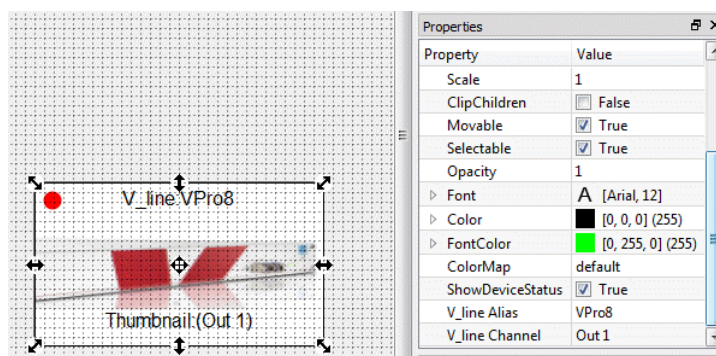 Properties
Property Value
Scale 1
ClipChildren False
Movable True
Selectable True
Opacity 1
Font A [Arial, 12]
Color [0, 0, 0] (255)
FontColor [0, 255, 0] (255)
ColorMap default
ShowDeviceStatus True
V_line Alias VPro8
V_line Channel Out 1
V_line:VPro8
Thumbnail:(Out 1)